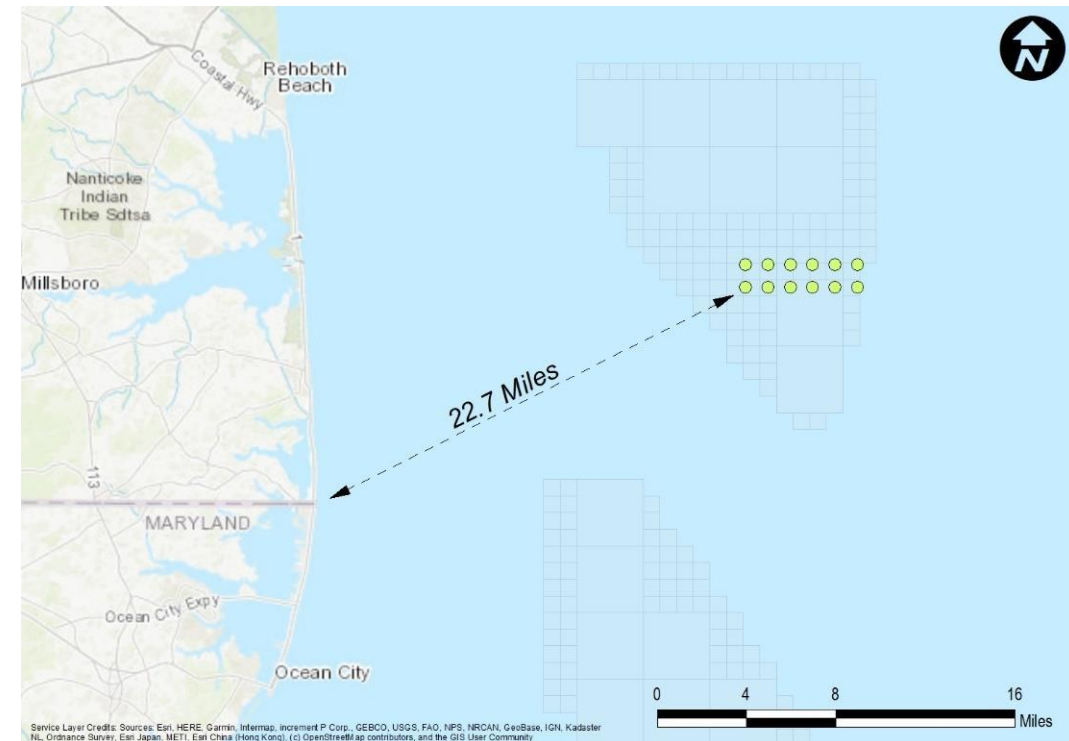 N
Rehoboth
Beach
Coastal Hwy
Nanticoke
Indian
Tribe Sdtsa
1
Millsboro
22.7 Miles
113
MARYLAND
Ocean City Expy
Ocean City
0 4 8 16
Miles
Service Layer Credits: Sources: Esri, HERE, Garmin, Intermap, increment P Corp., GEBCO, USGS, FAO, NPS, NRCAN, GeoBase, IGN, Kadaster
NL, Ordnance Survey, Esri Japan, METI, Esri China (Hong Kong), (c) OpenStreetMap contributors, and the GIS User Community